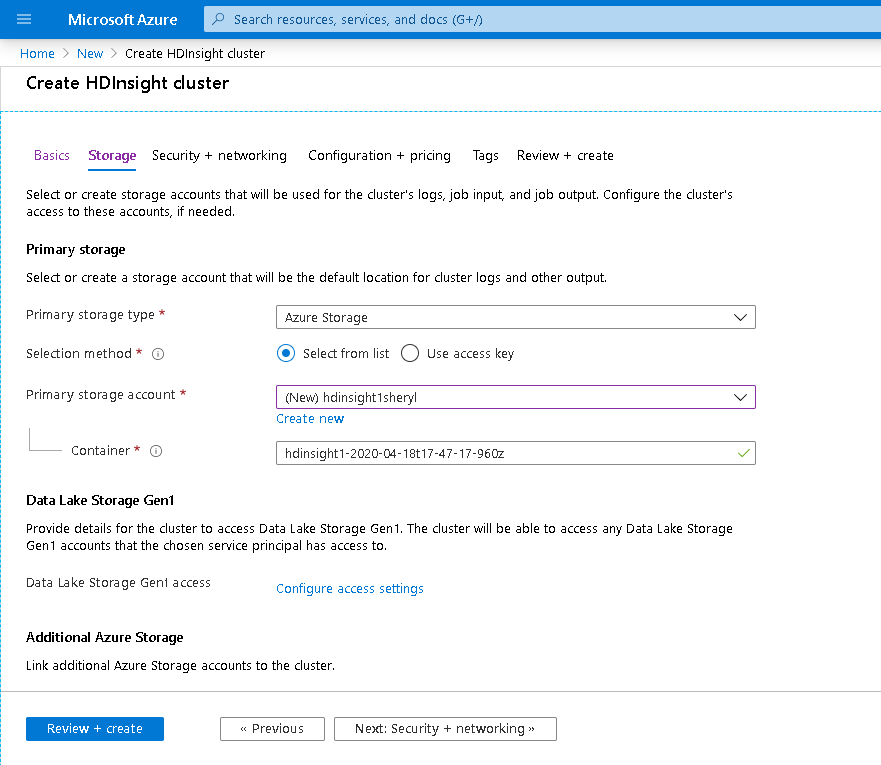 Microsoft Azure
Search resources, services, and docs (G+/)
Home > New > Create HDInsight cluster
Create HDInsight cluster
Basics Storage Security + networking Configuration + pricing Tags Review + create
Select or create storage accounts that will be used for the cluster's logs, job input, and job output. Configure the cluster's
access to these accounts, if needed.
Primary storage
Select or create a storage account that will be the default location for cluster logs and other output.
Primary storage type *
Azure Storage
Selection method *
Select from list Use access key
Primary storage account *
(New) hdinsight1sheryl
Create new
Container *
hdinsight1-2020-04-18t17-47-17-960z
Data Lake Storage Gen1
Provide details for the cluster to access Data Lake Storage Gen1. The cluster will be able to access any Data Lake Storage
Gen1 accounts that the chosen service principal has access to.
Data Lake Storage Gen1 access
Configure access settings
Additional Azure Storage
Link additional Azure Storage accounts to the cluster.
Review + create
« Previous
Next: Security + networking »